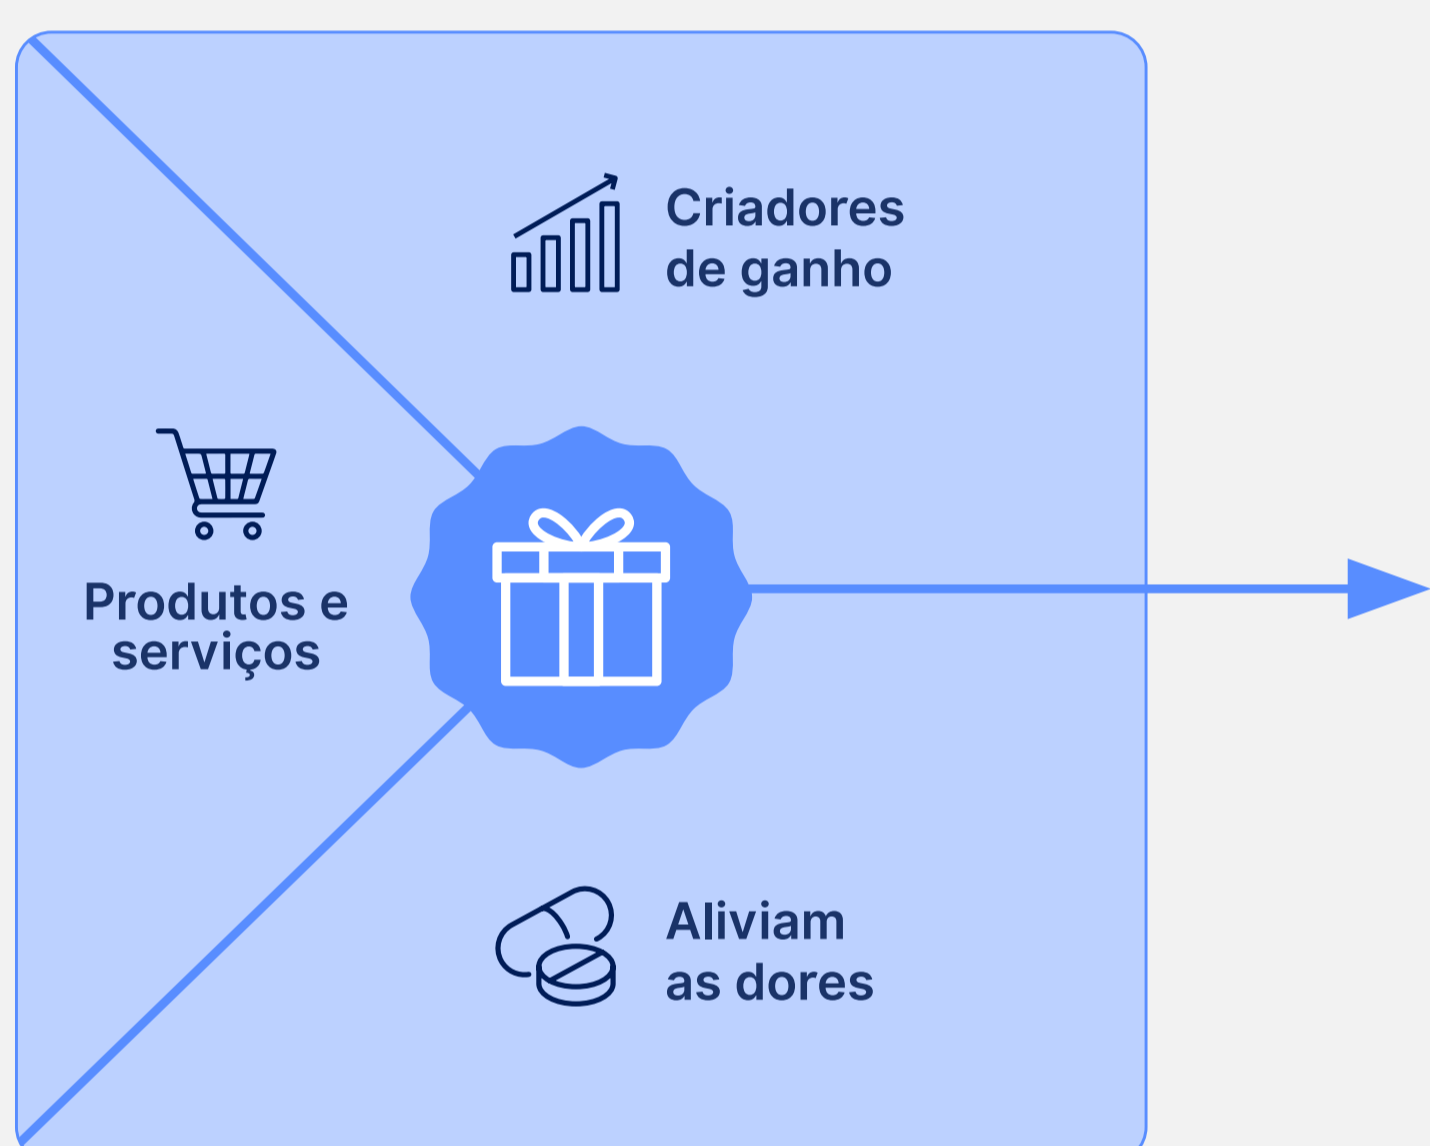 Criadores
de ganho
Produtos e
serviços
Aliviam
as dores